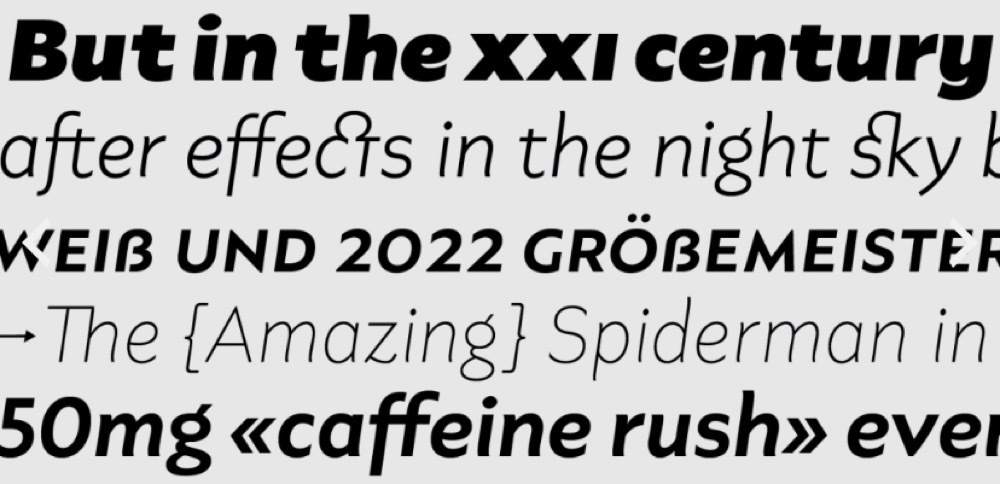 But in the XXI century
after effects in the night sky b
WEIß UND 2022 GRÖßEMEISTER
→The {Amazing} Spiderman in
50mg «caffeine rush» ever